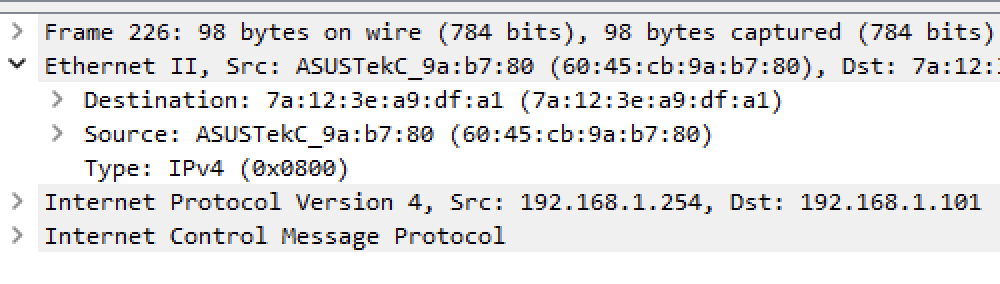 Frame 226: 98 bytes on wire (784 bits), 98 bytes captured (784 bits)
Ethernet II, Src: ASUSTekC_9a:b7:80 (60:45:cb:9a:b7:80), Dst: 7a:12:
Destination: 7a:12:3e:a9:df:a1 (7a:12:3e:a9:df:a1)
Source: ASUSTekC_9a:b7:80 (60:45:cb:9a:b7:80)
Type: IPv4 (0x0800)
Internet Protocol Version 4, Src: 192.168.1.254, Dst: 192.168.1.101
Internet Control Message Protocol